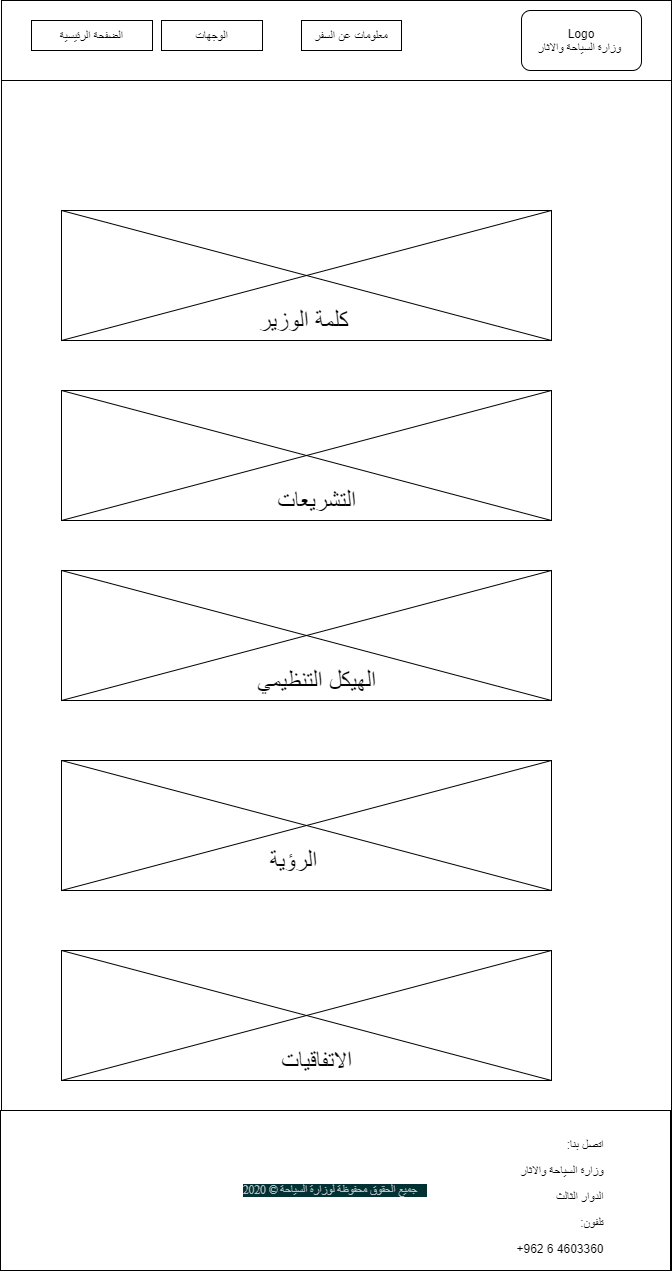 Logo
وزارة السياحة والاثار
معلومات عن السفر
الوجهات
الصفحة الرئيسية
كلمة الوزير
التشريعات
الهيكل التنظيمي
الرؤية
الاتفاقيات
اتصل بنا:
وزارة السياحة والاثار
الدوار الثالث
تلفون:
+962 6 4603360
جميع الحقوق محفوظة لوزارة السياحة © 2020